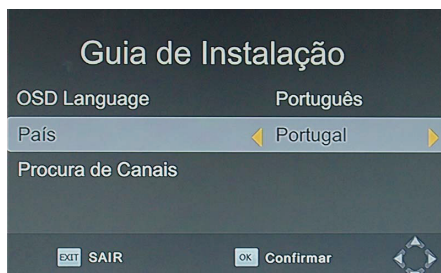 Guia de Instalação
OSD Language Português
País Portugal
Procura de Canais
EXIT SAIR OK Confirmar